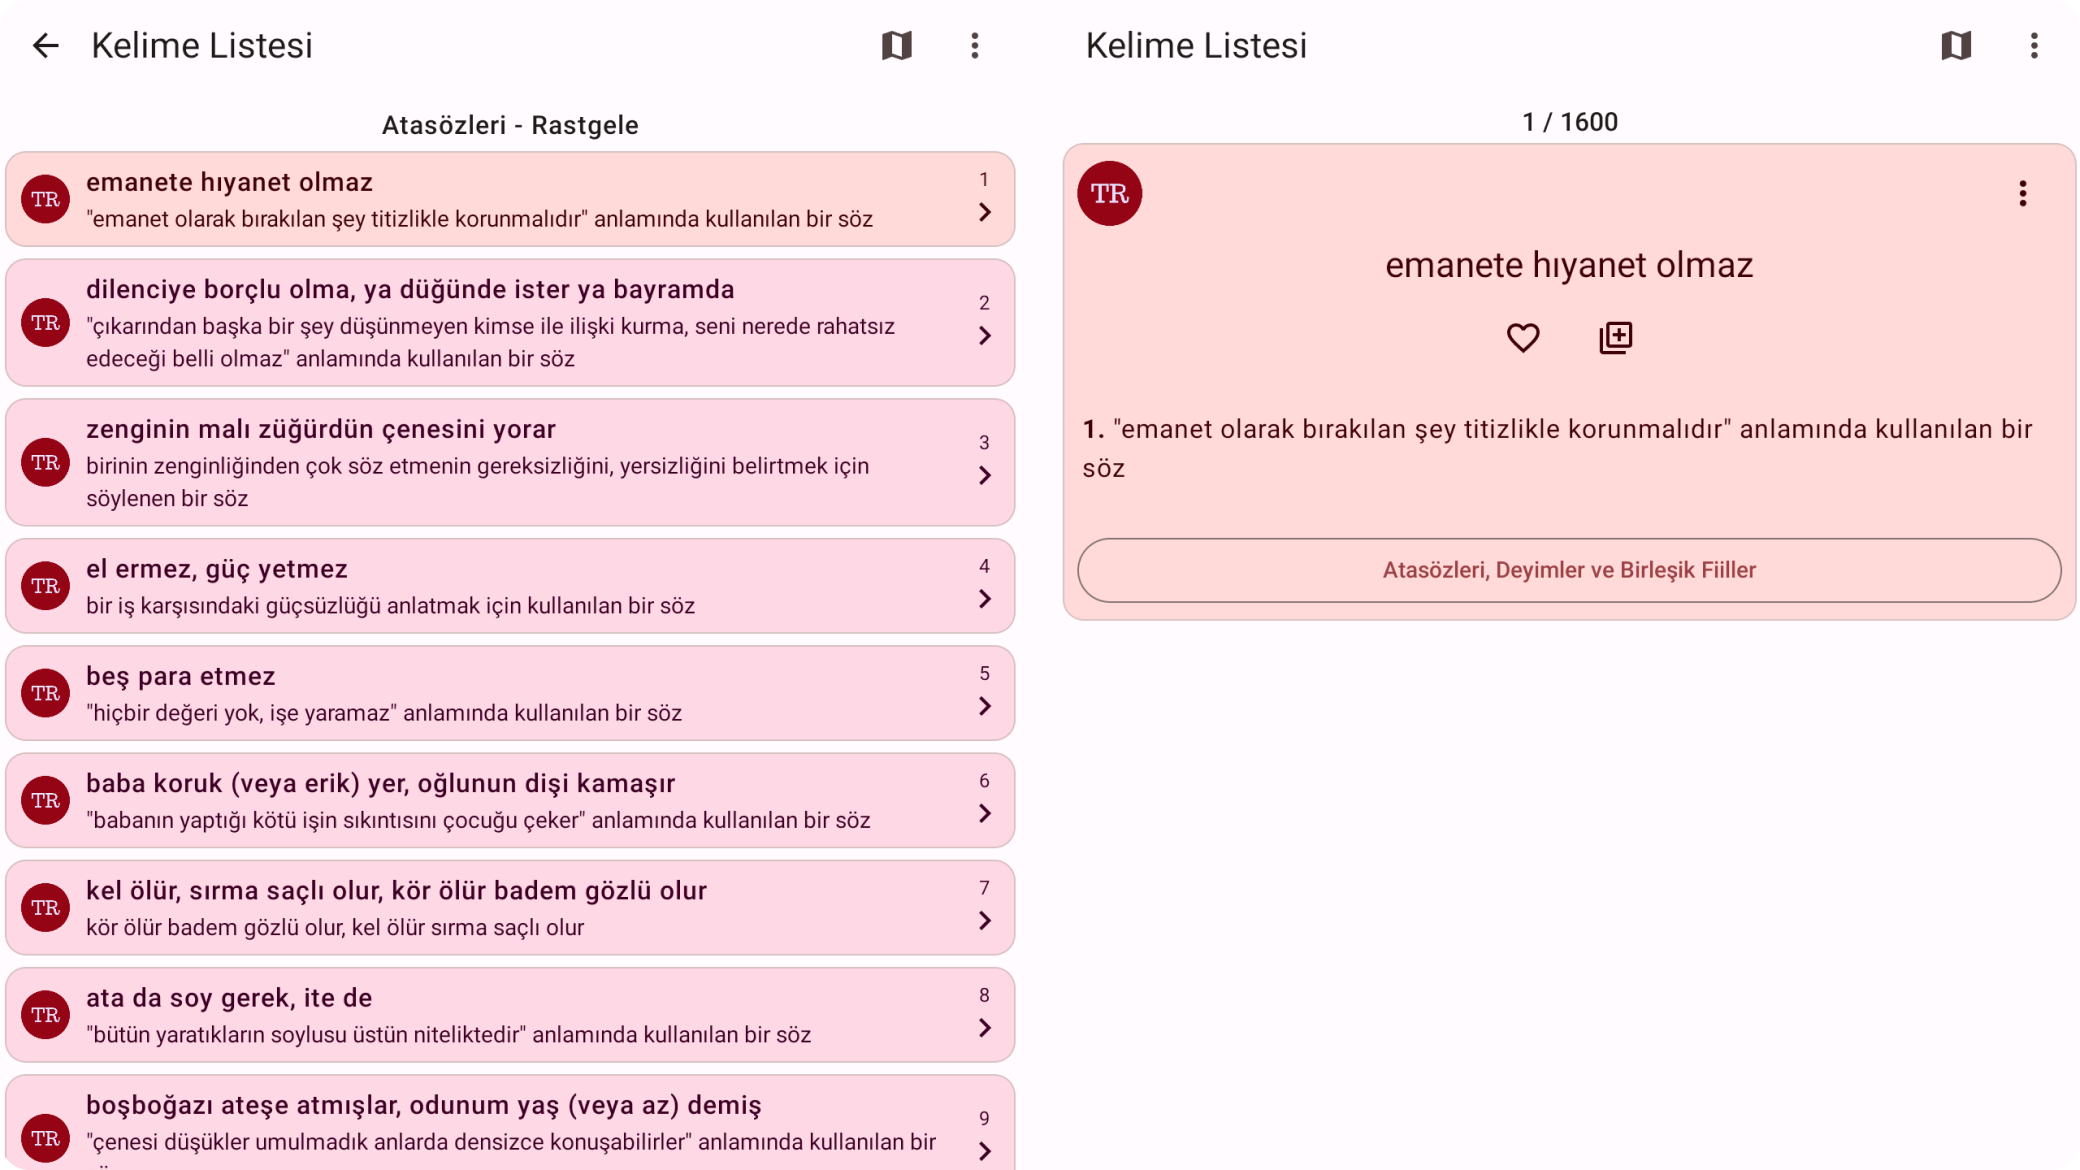 Kelime Listesi
Atasözleri - Rastgele
TR
emanete hıyanet olmaz
1
"emanet olarak bırakılan şey titizlikle korunmalıdır" anlamında kullanılan bir söz
TR
dilenciye borçlu olma, ya düğünde ister ya bayramda
2
"çıkarından başka bir şey düşünmeyen kimse ile ilişki kurma, seni nerede rahatsız
edeceği belli olmaz" anlamında kullanılan bir söz
TR
zenginin malı züğürdün çenesini yorar
3
birinin zenginliğinden çok söz etmenin gereksizliğini, yersizliğini belirtmek için
söylenen bir söz
TR
el ermez, güç yetmez
4
bir iş karşısındaki güçsüzlüğü anlatmak için kullanılan bir söz
TR
beş para etmez
5
"hiçbir değeri yok, işe yaramaz" anlamında kullanılan bir söz
TR
baba koruk (veya erik) yer, oğlunun dişi kamaşır
6
"babanın yaptığı kötü işin sıkıntısını çocuğu çeker" anlamında kullanılan bir söz
TR
kel ölür, sırma saçlı olur, kör ölür badem gözlü olur
7
kör ölür badem gözlü olur, kel ölür sırma saçlı olur
TR
ata da soy gerek, ite de
8
"bütün yaratıkların soylusu üstün niteliktedir" anlamında kullanılan bir söz
TR
boşboğazı ateşe atmışlar, odunum yaş (veya az) demiş
9
"çenesi düşükler umulmadık anlarda densizce konuşabilirler" anlamında kullanılan bir
Kelime Listesi
1 / 1600
TR
emanete hıyanet olmaz
1. "emanet olarak bırakılan şey titizlikle korunmalıdır" anlamında kullanılan bir
söz
Atasözleri, Deyimler ve Birleşik Fiiller